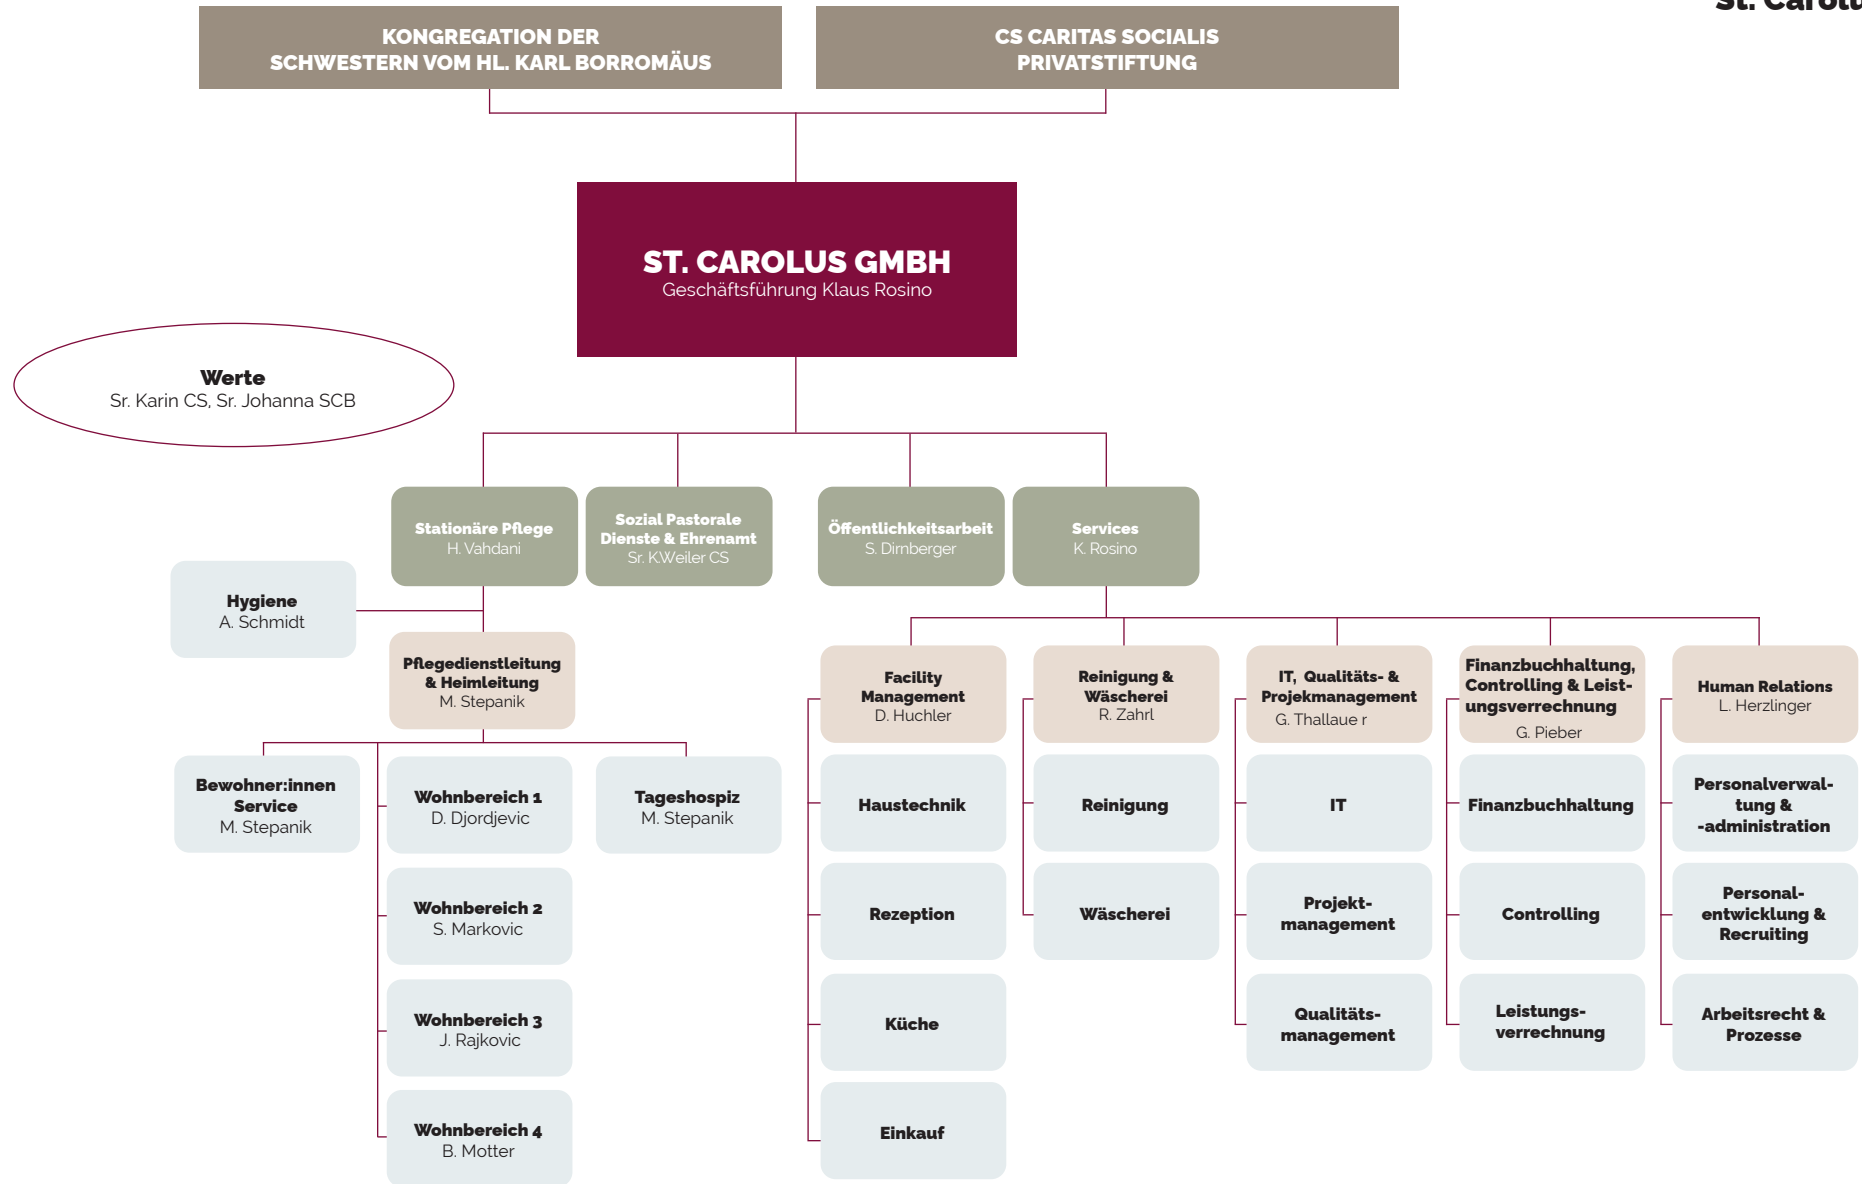 St. Carolu
KONGREGATION DER
SCHWESTERN VOM HL. KARL BORROMÄUS
CS CARITAS SOCIALIS
PRIVATSTIFTUNG
ST. CAROLUS GMBH
Geschäftsführung Klaus Rosino
Werte
Sr. Karin CS, Sr. Johanna SCB
Stationäre Pflege
H. Vahdani
Sozial Pastorale
Dienste & Ehrenamt
Sr. K.Weiler CS
Öffentlichkeitsarbeit
S. Dirnberger
Services
K. Rosino
Hygiene
A. Schmidt
Pflegedienstleitung
& Heimleitung
M. Stepanik
Bewohner:innen
Service
M. Stepanik
Wohnbereich 1
D. Djordjevic
Tageshospiz
M. Stepanik
Wohnbereich 2
S. Markovic
Wohnbereich 3
J. Rajkovic
Wohnbereich 4
B. Motter
Facility
Management
D. Huchler
Haustechnik
Rezeption
Küche
Einkauf
Reinigung &
Wäscherei
R. Zahrl
Reinigung
Wäscherei
IT, Qualitäts- &
Projekmanagement
G. Thallaue r
IT
Projekt-
management
Qualitäts-
management
Finanzbuchhaltung,
Controlling & Leist-
ungsverrechnung
G. Pieber
Finanzbuchhaltung
Controlling
Leistungs-
verrechnung
Human Relations
L. Herzlinger
Personalverwal-
tung &
-administration
Personal-
entwicklung &
Recruiting
Arbeitsrecht &
Prozesse